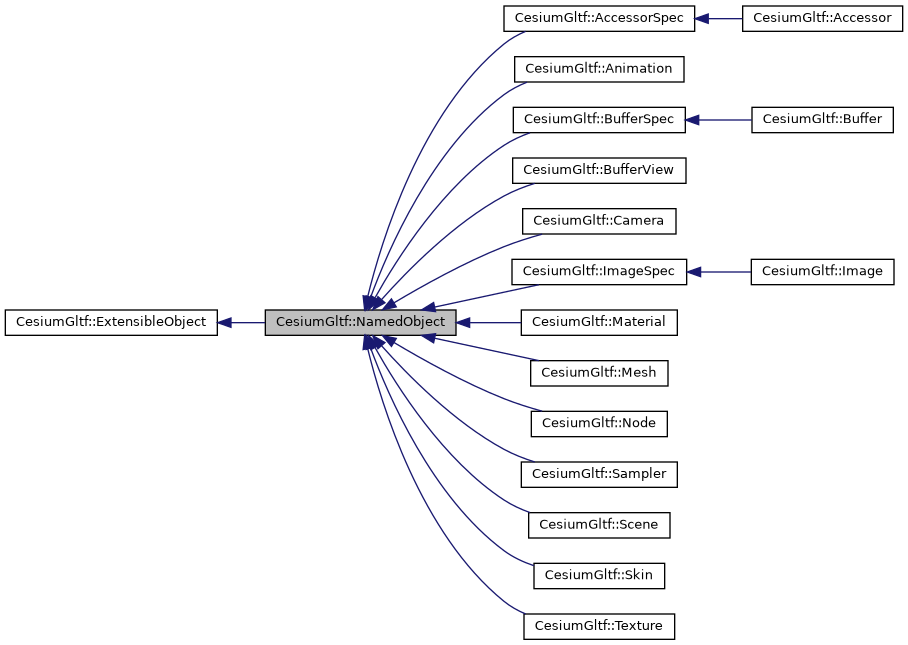 CesiumGltf::AccessorSpec
CesiumGltf::Accessor
CesiumGltf::Animation
CesiumGltf::BufferSpec
CesiumGltf::Buffer
CesiumGltf::BufferView
CesiumGltf::Camera
CesiumGltf::ImageSpec
CesiumGltf::Image
CesiumGltf::ExtensibleObject
CesiumGltf::NamedObject
CesiumGltf::Material
CesiumGltf::Mesh
CesiumGltf::Node
CesiumGltf::Sampler
CesiumGltf::Scene
CesiumGltf::Skin
CesiumGltf::Texture